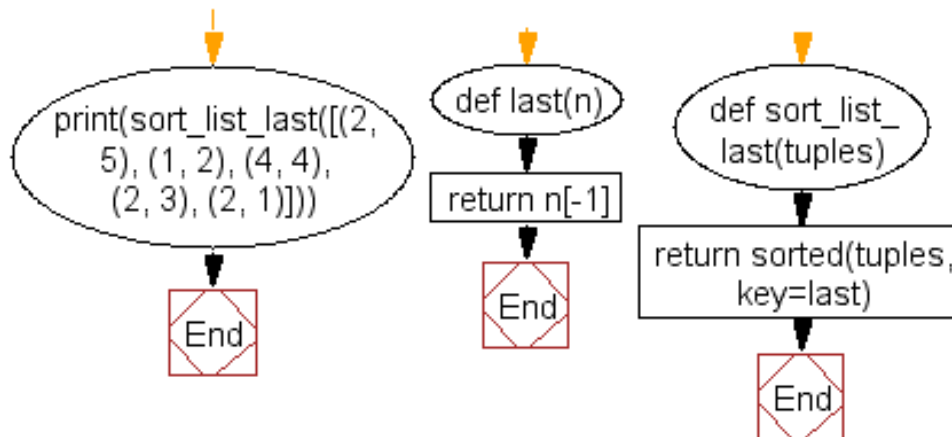 print(sort_list_last([(2,
5), (1, 2), (4, 4),
(2, 3), (2, 1)]))
End
def last(n)
return n[-1]
End
def sort_list_
last(tuples)
return sorted(tuples,
key=last)
End